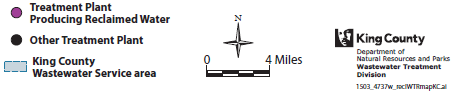 Treatment Plant
Producing Reclaimed Water
Other Treatment Plant
King County
Wastewater Service area
N
0 4 Miles
King County
Department of
Natural Resources and Parks
Wastewater Treatment
Division
1503_4737w_reclWTRmapKC.ai